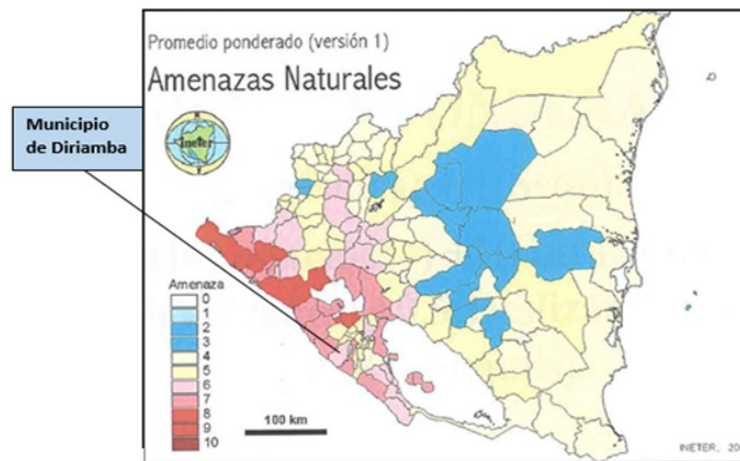 Promedio ponderado (versión 1)
Amenazas Naturales
Municipio
de Diriamba
ineter
Amenaza
0
1
2
3
4
5
6
7
8
9
10
100 km
INETER, 20